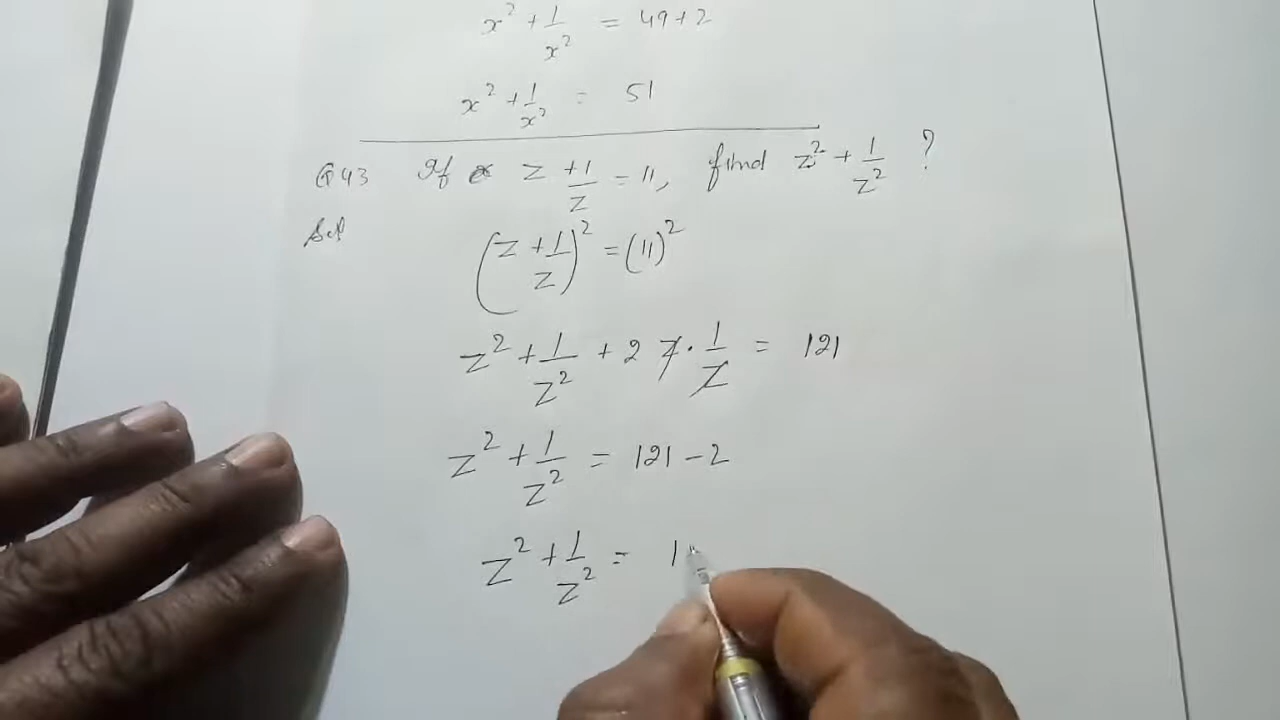 x² + 1/x² = 49 + 2
x² + 1/x² = 51
Q43 If z + 1/z = 11, find z² + 1/z² ?
Sol
(z + 1/z)² = (11)²
z² + 1/z² + 2 z · 1/z = 121
z² + 1/z² = 121 - 2
z² + 1/z² = 11